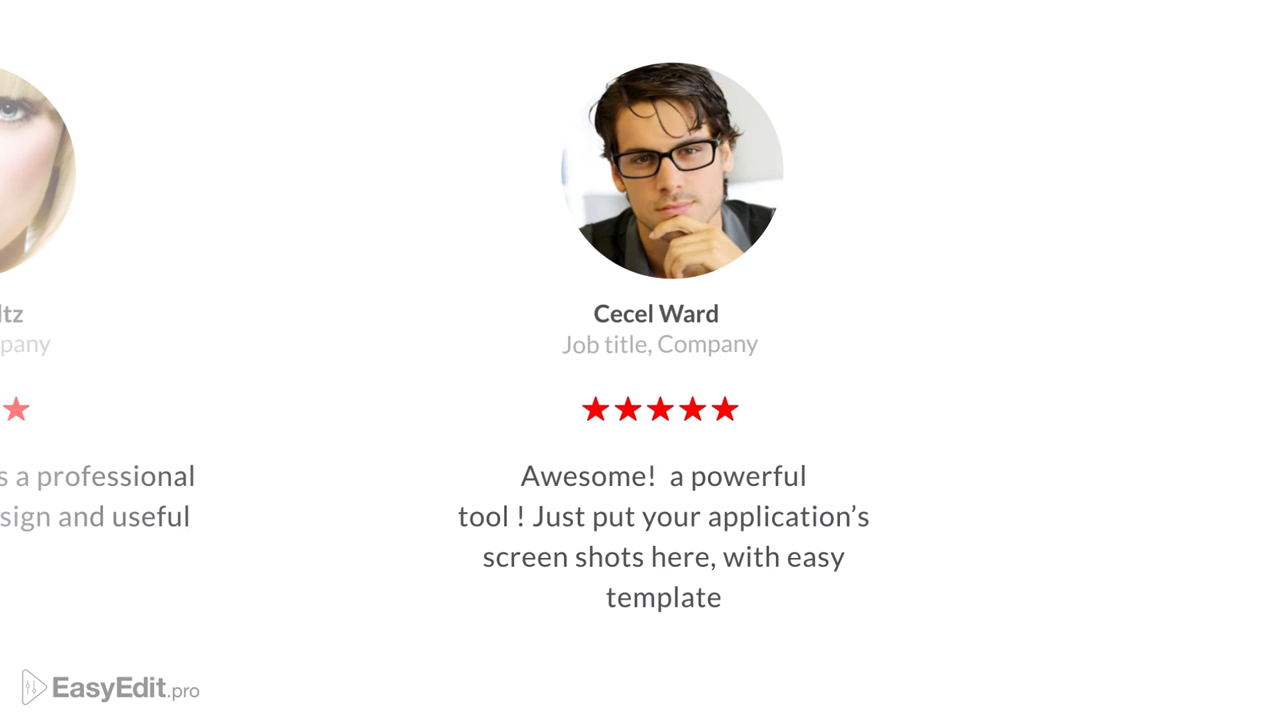 ltz
pany
s a professional
sign and useful
Cecel Ward
Job title, Company
Awesome!  a powerful
tool ! Just put your application’s
screen shots here, with easy
template
EasyEdit.pro